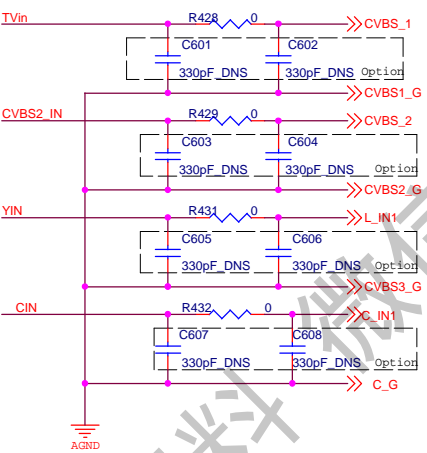 TVin R428 0 CVBS_1
C601 C602
330pF_DNS 330pF_DNS Option
CVBS1_G
CVBS2_IN R429 0 CVBS_2
C603 C604
330pF_DNS 330pF_DNS Option
CVBS2_G
YIN R431 0 L_IN1
C605 C606
330pF_DNS 330pF_DNS Option
CVBS3_G
CIN R432 0 C_IN1
C607 C608
330pF_DNS 330pF_DNS Option
C_G
AGND